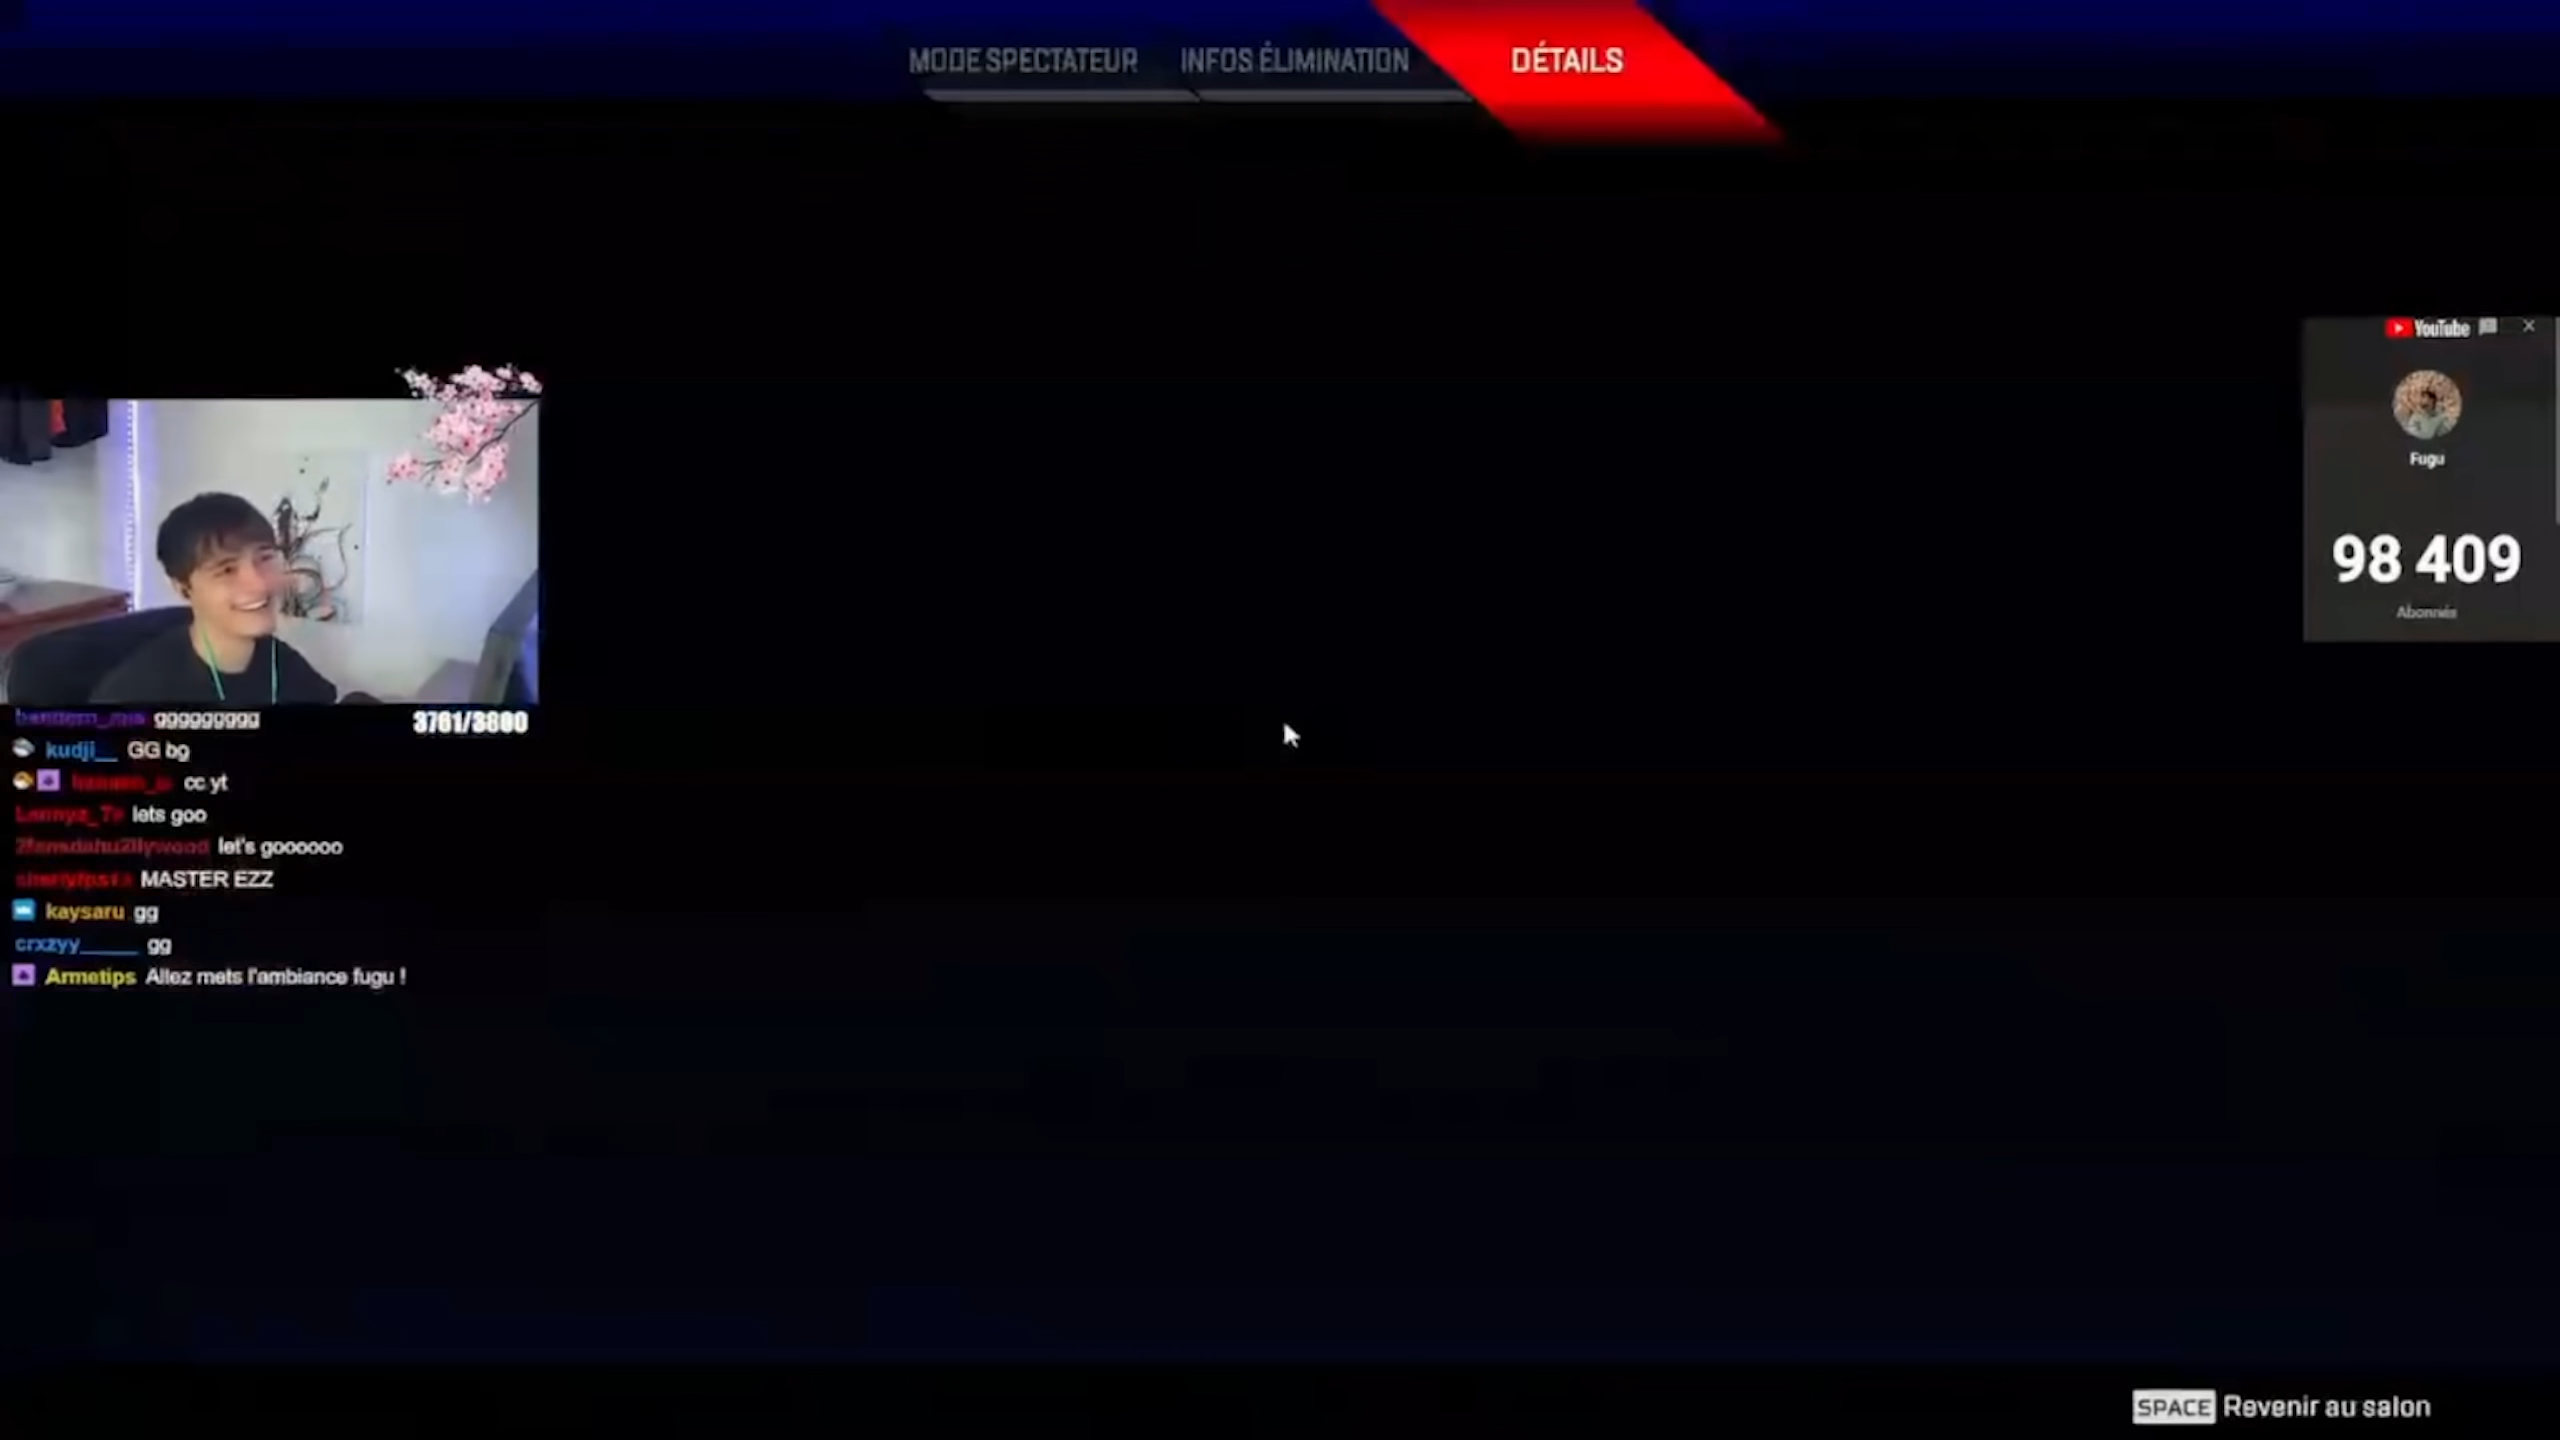 MODE SPECTATEUR
INFOS ÉLIMINATION
DÉTAILS
YouTube
Fugu
98 409
Abonnés
ggggggggg
3761/3800
kudji__ GG bg
cc yt
lets goo
let's goooooo
MASTER EZZ
kaysaru gg
crxzyy_____ gg
Armetips Allez mets l'ambiance fugu !
SPACE Revenir au salon